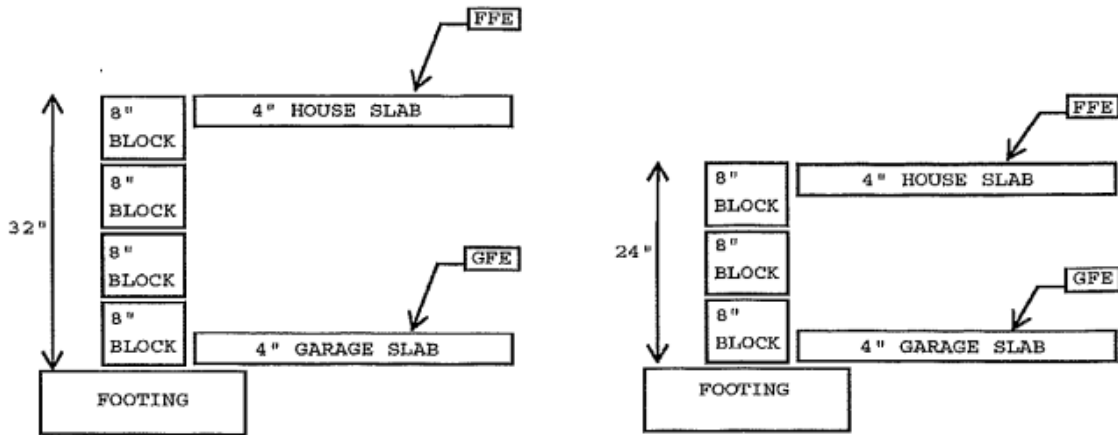 FFE
8"
BLOCK
4" HOUSE SLAB
8"
BLOCK
32"
8"
BLOCK
GFE
8"
BLOCK
4" GARAGE SLAB
FOOTING
FFE
8"
BLOCK
4" HOUSE SLAB
24"
8"
BLOCK
GFE
8"
BLOCK
4" GARAGE SLAB
FOOTING